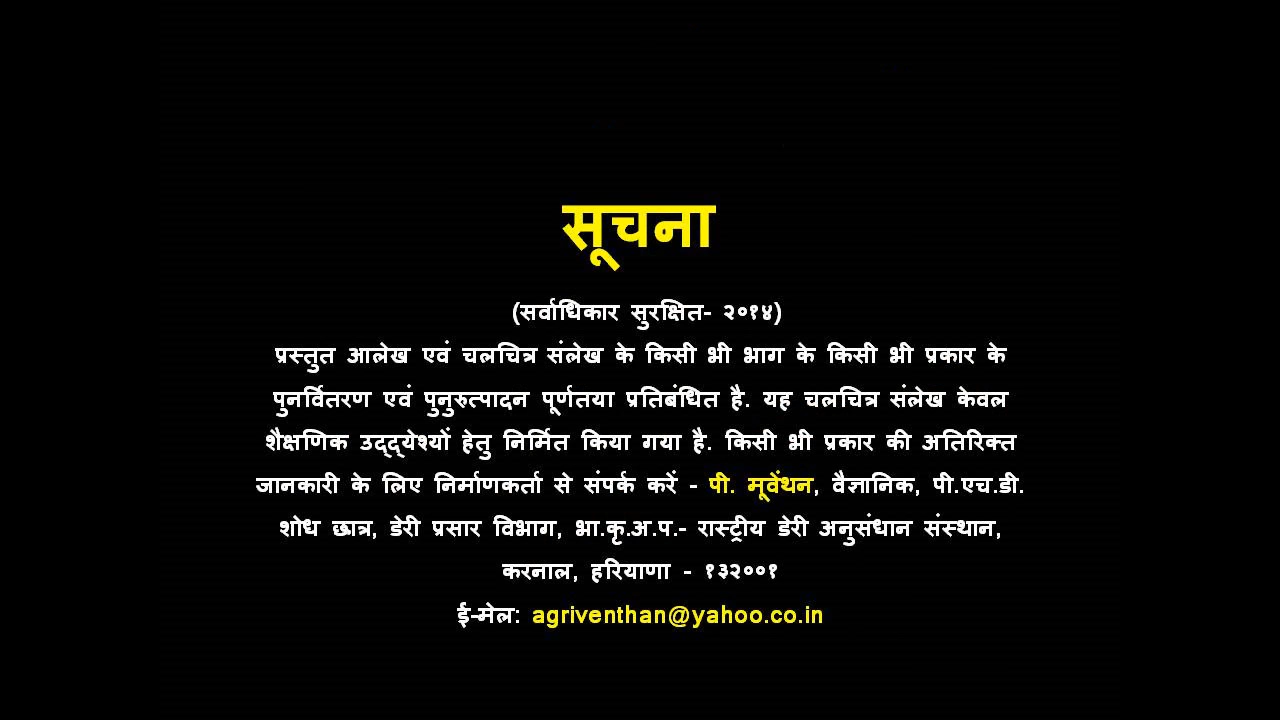 सूचना
(सर्वाधिकार सुरक्षित- २०१४)
प्रस्तुत आलेख एवं चलचित्र संलेख के किसी भी भाग के किसी भी प्रकार के
पुनर्वितरण एवं पुनुरुत्पादन पूर्णतया प्रतिबंधित है. यह चलचित्र संलेख केवल
शैक्षणिक उद्द्येश्यों हेतु निर्मित किया गया है. किसी भी प्रकार की अतिरिक्त
जानकारी के लिए निर्माणकर्ता से संपर्क करें - पी. मूवेंथन, वैज्ञानिक, पी.एच.डी.
शोध छात्र, डेरी प्रसार विभाग, भा.कृ.अ.प.- रास्ट्रीय डेरी अनुसंधान संस्थान,
करनाल, हरियाणा - १३२००१
ई-मेल: agriventhan@yahoo.co.in